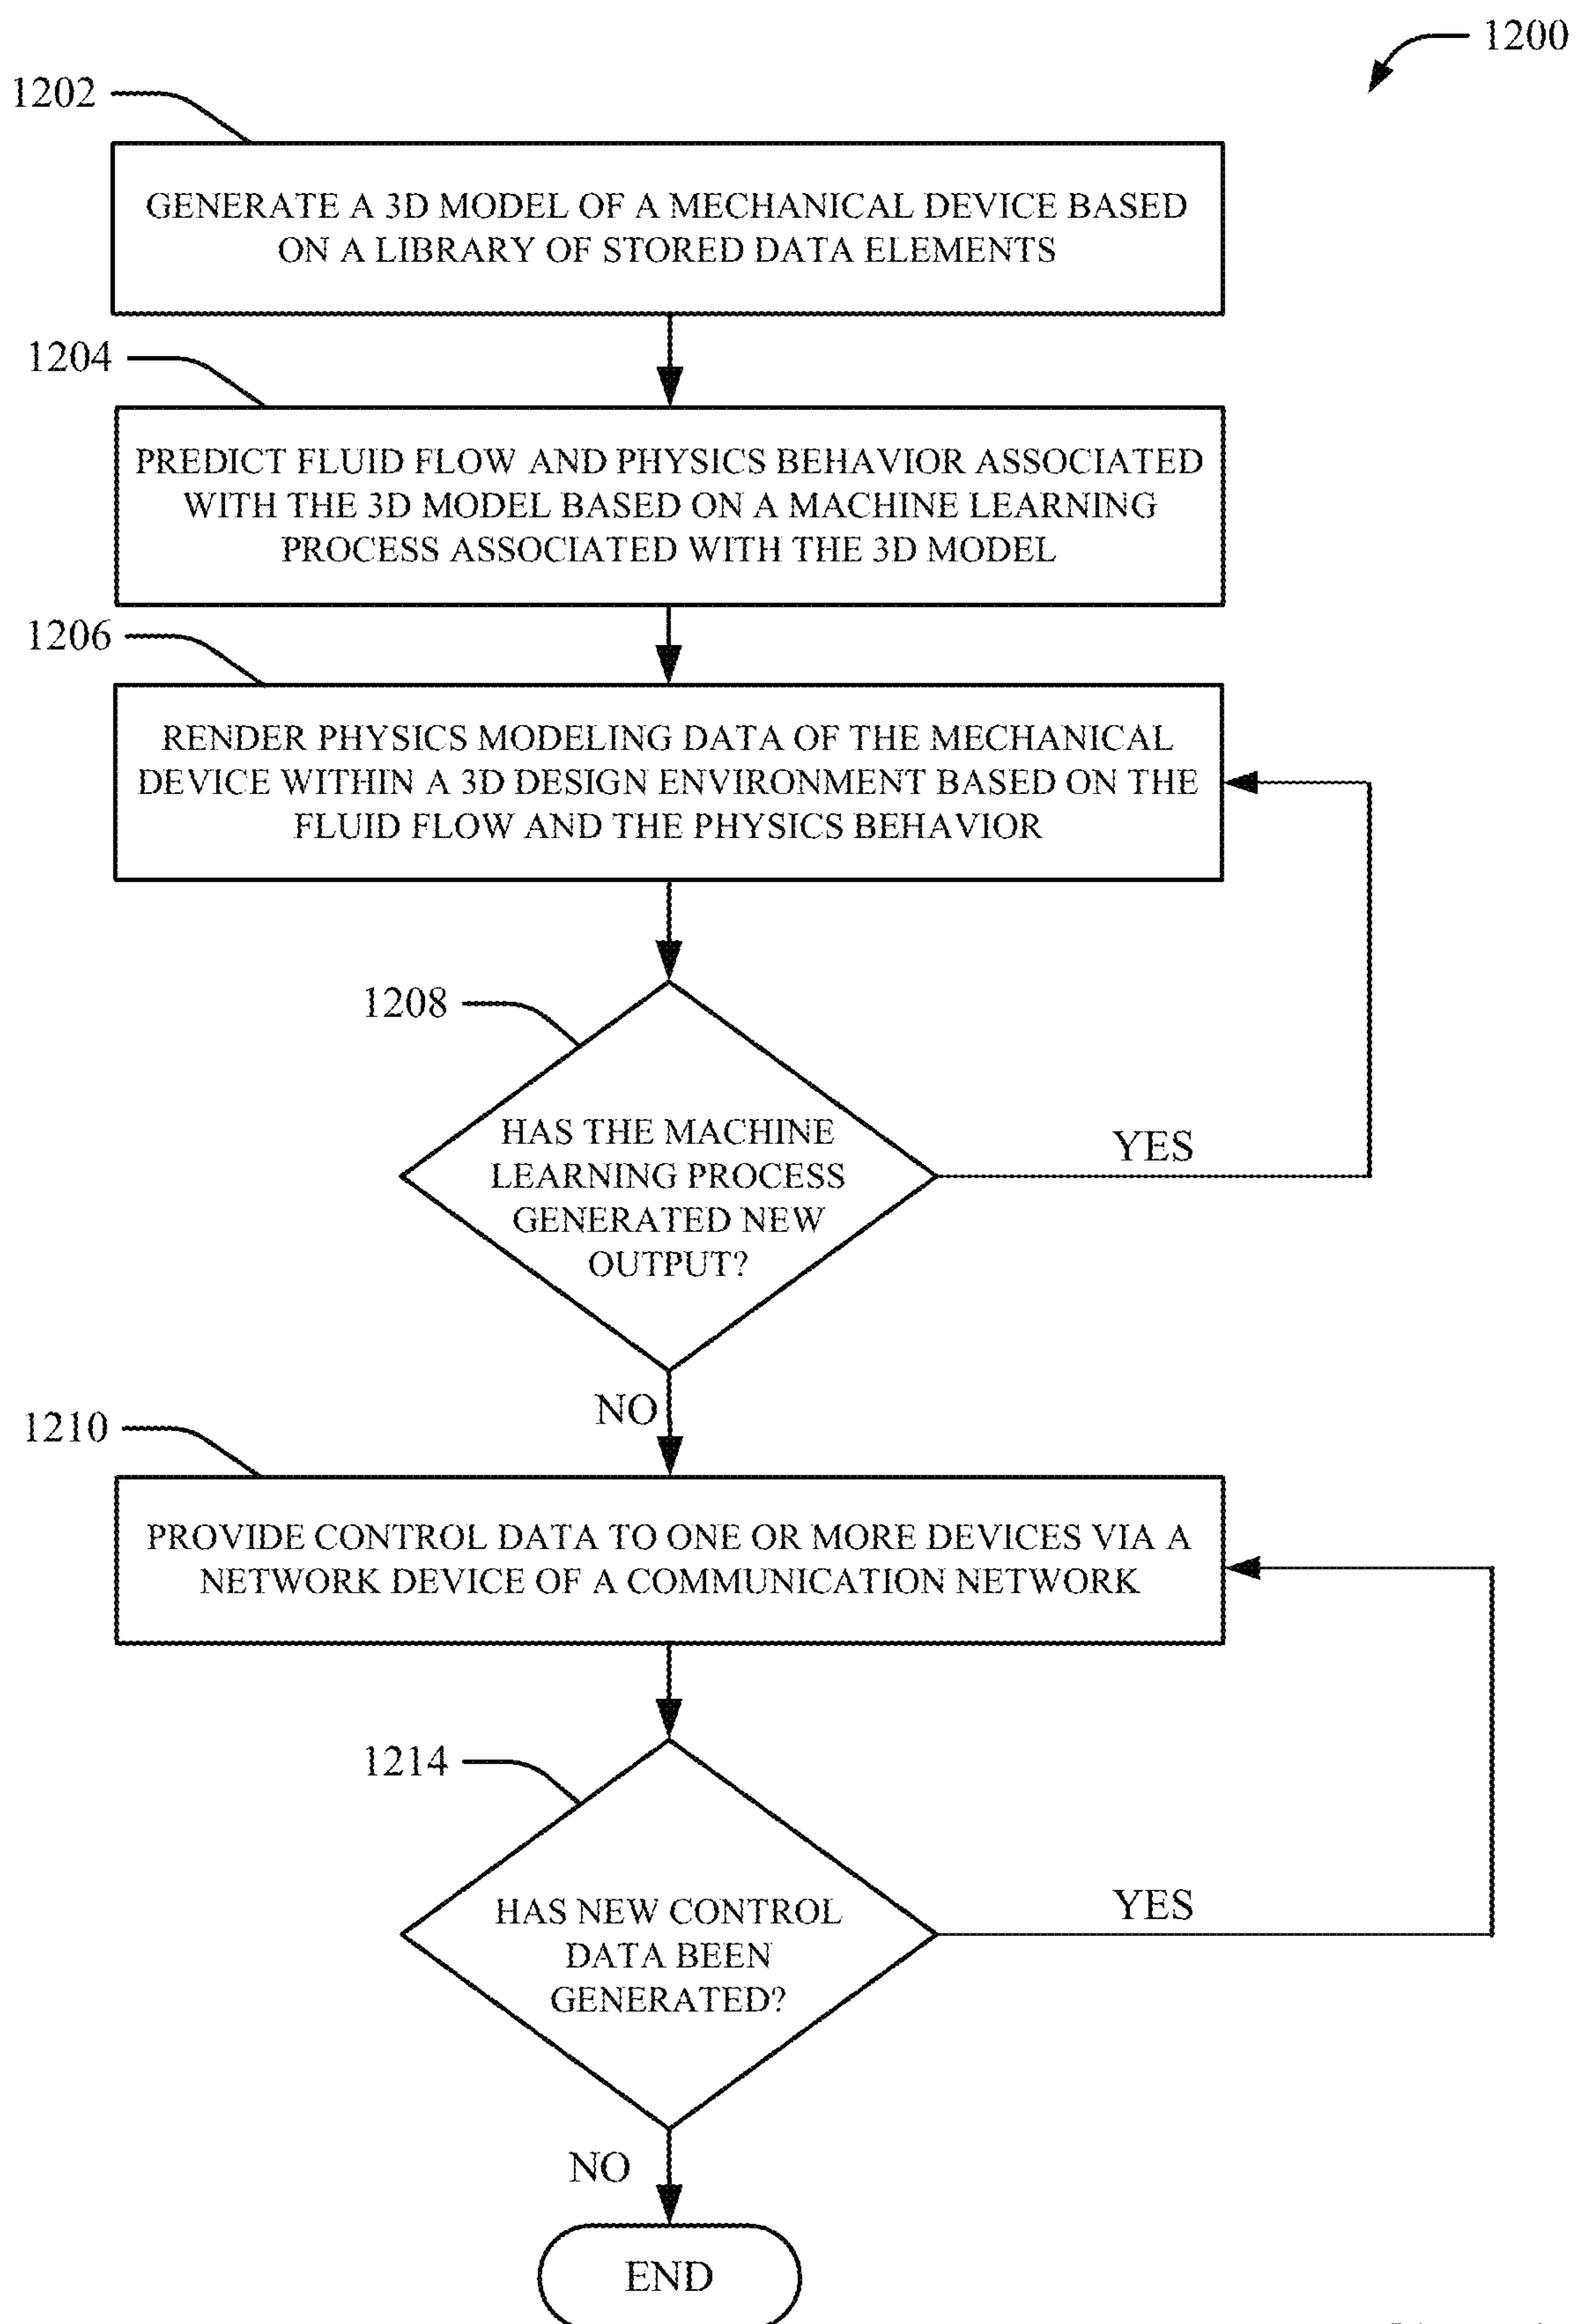 1200
1202
GENERATE A 3D MODEL OF A MECHANICAL DEVICE BASED
ON A LIBRARY OF STORED DATA ELEMENTS
1204
PREDICT FLUID FLOW AND PHYSICS BEHAVIOR ASSOCIATED
WITH THE 3D MODEL BASED ON A MACHINE LEARNING
PROCESS ASSOCIATED WITH THE 3D MODEL
1206
RENDER PHYSICS MODELING DATA OF THE MECHANICAL
DEVICE WITHIN A 3D DESIGN ENVIRONMENT BASED ON THE
FLUID FLOW AND THE PHYSICS BEHAVIOR
1208
HAS THE MACHINE
LEARNING PROCESS
GENERATED NEW
OUTPUT?
YES
NO
1210
PROVIDE CONTROL DATA TO ONE OR MORE DEVICES VIA A
NETWORK DEVICE OF A COMMUNICATION NETWORK
1214
HAS NEW CONTROL
DATA BEEN
GENERATED?
YES
NO
END